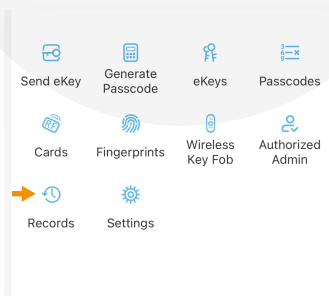 Send eKey
Generate
Passcode
eKeys
Passcodes
Cards
Fingerprints
Wireless
Key Fob
Authorized
Admin
Records
Settings